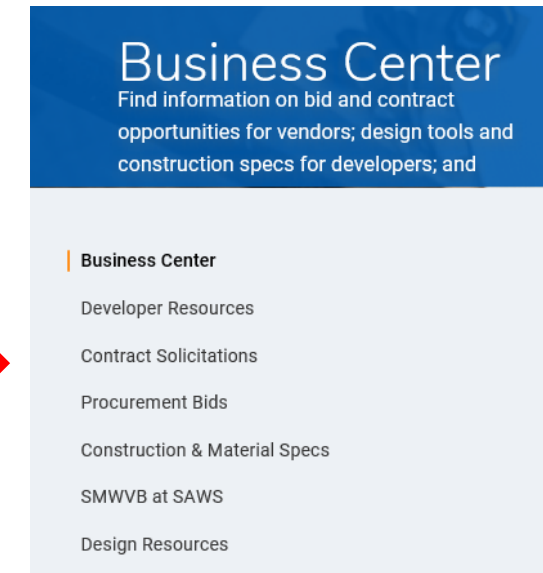 Business Center
Find information on bid and contract
opportunities for vendors; design tools and
construction specs for developers; and
Business Center
Developer Resources
Contract Solicitations
Procurement Bids
Construction & Material Specs
SMWVB at SAWS
Design Resources